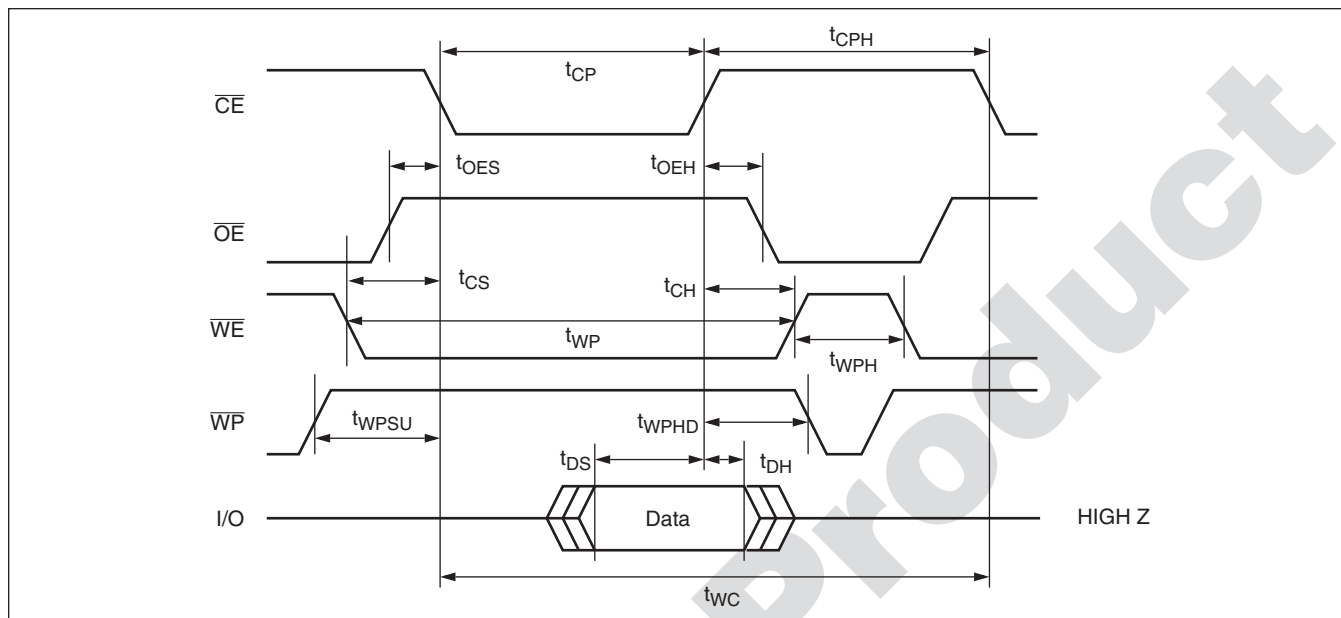 tCPH
tCP
CE
tOES
tOEH
OE
tCS
tCH
WE
tWP
tWPH
WP
tWPSU
tWPHD
tDS
tDH
I/O
Data
HIGH Z
tWC
Product